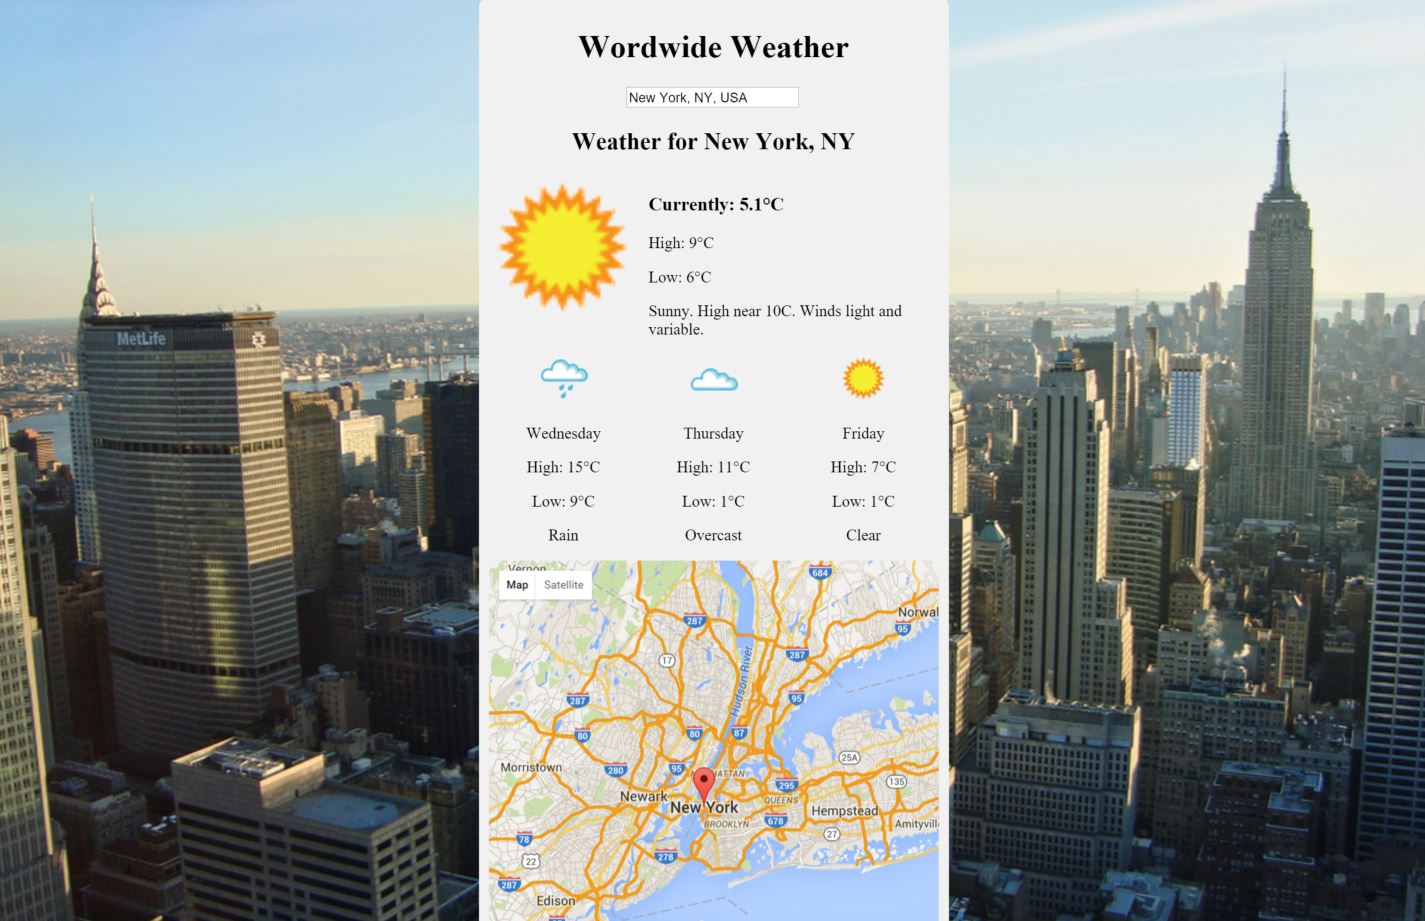 Wordwide Weather
New York, NY, USA
Weather for New York, NY
Currently: 5.1°C
High: 9°C
Low: 6°C
Sunny. High near 10C. Winds light and
variable.
Wednesday
High: 15°C
Low: 9°C
Rain
Thursday
High: 11°C
Low: 1°C
Overcast
Friday
High: 7°C
Low: 1°C
Clear
MetLife
Vernon
Map Satellite
684
Norwal
287
95
17
287
Hudson River
287
95
80
80
87
25A
Morristown
280
95
MANHATTAN
295
135
Newark
New York
QUEENS
Hempstead
BROOKLYN
678
Amityvill
27
78
22
278
287
Edison